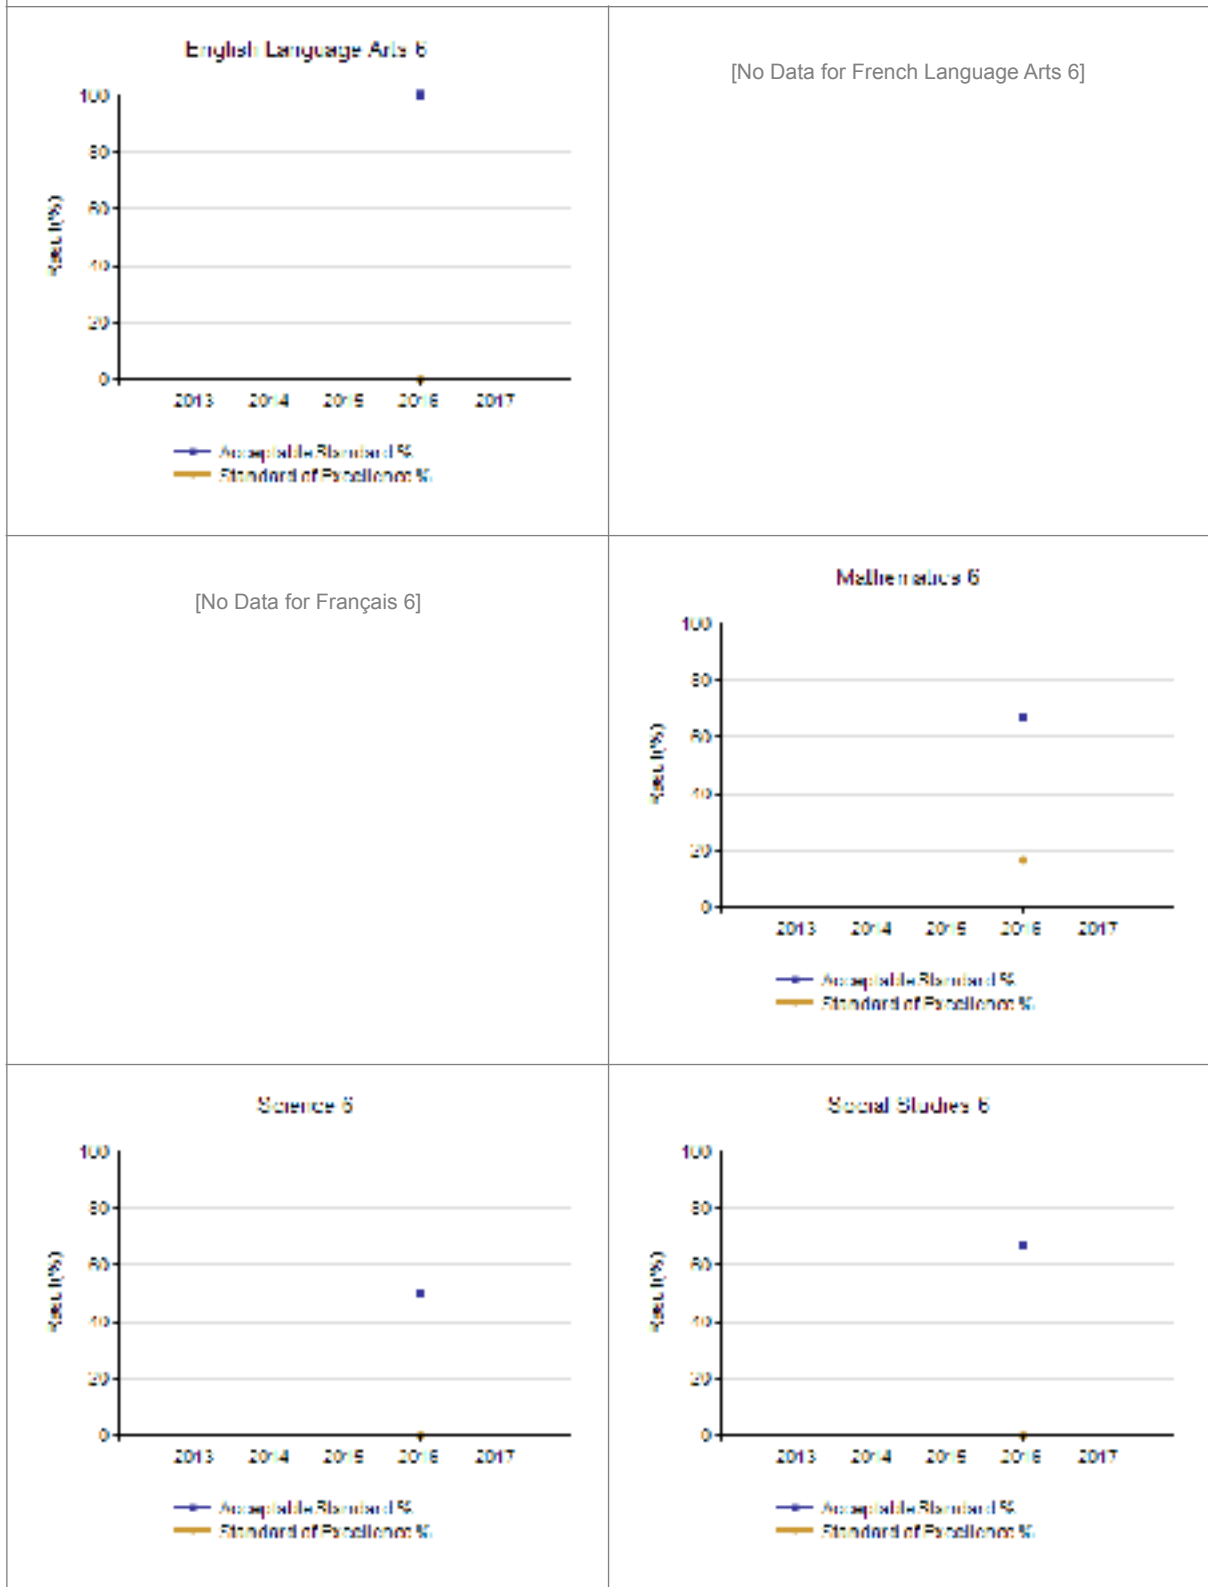 English Language Arts 6
100
80
60
40
20
0
Result(%)
2013 2014 2015 2016 2017
Acceptable Standard %
Standard of Excellence %
[No Data for French Language Arts 6]
[No Data for Français 6]
Mathematics 6
100
80
60
40
20
0
Result(%)
2013 2014 2015 2016 2017
Acceptable Standard %
Standard of Excellence %
Science 6
100
80
60
40
20
0
Result(%)
2013 2014 2015 2016 2017
Acceptable Standard %
Standard of Excellence %
Social Studies 6
100
80
60
40
20
0
Result(%)
2013 2014 2015 2016 2017
Acceptable Standard %
Standard of Excellence %